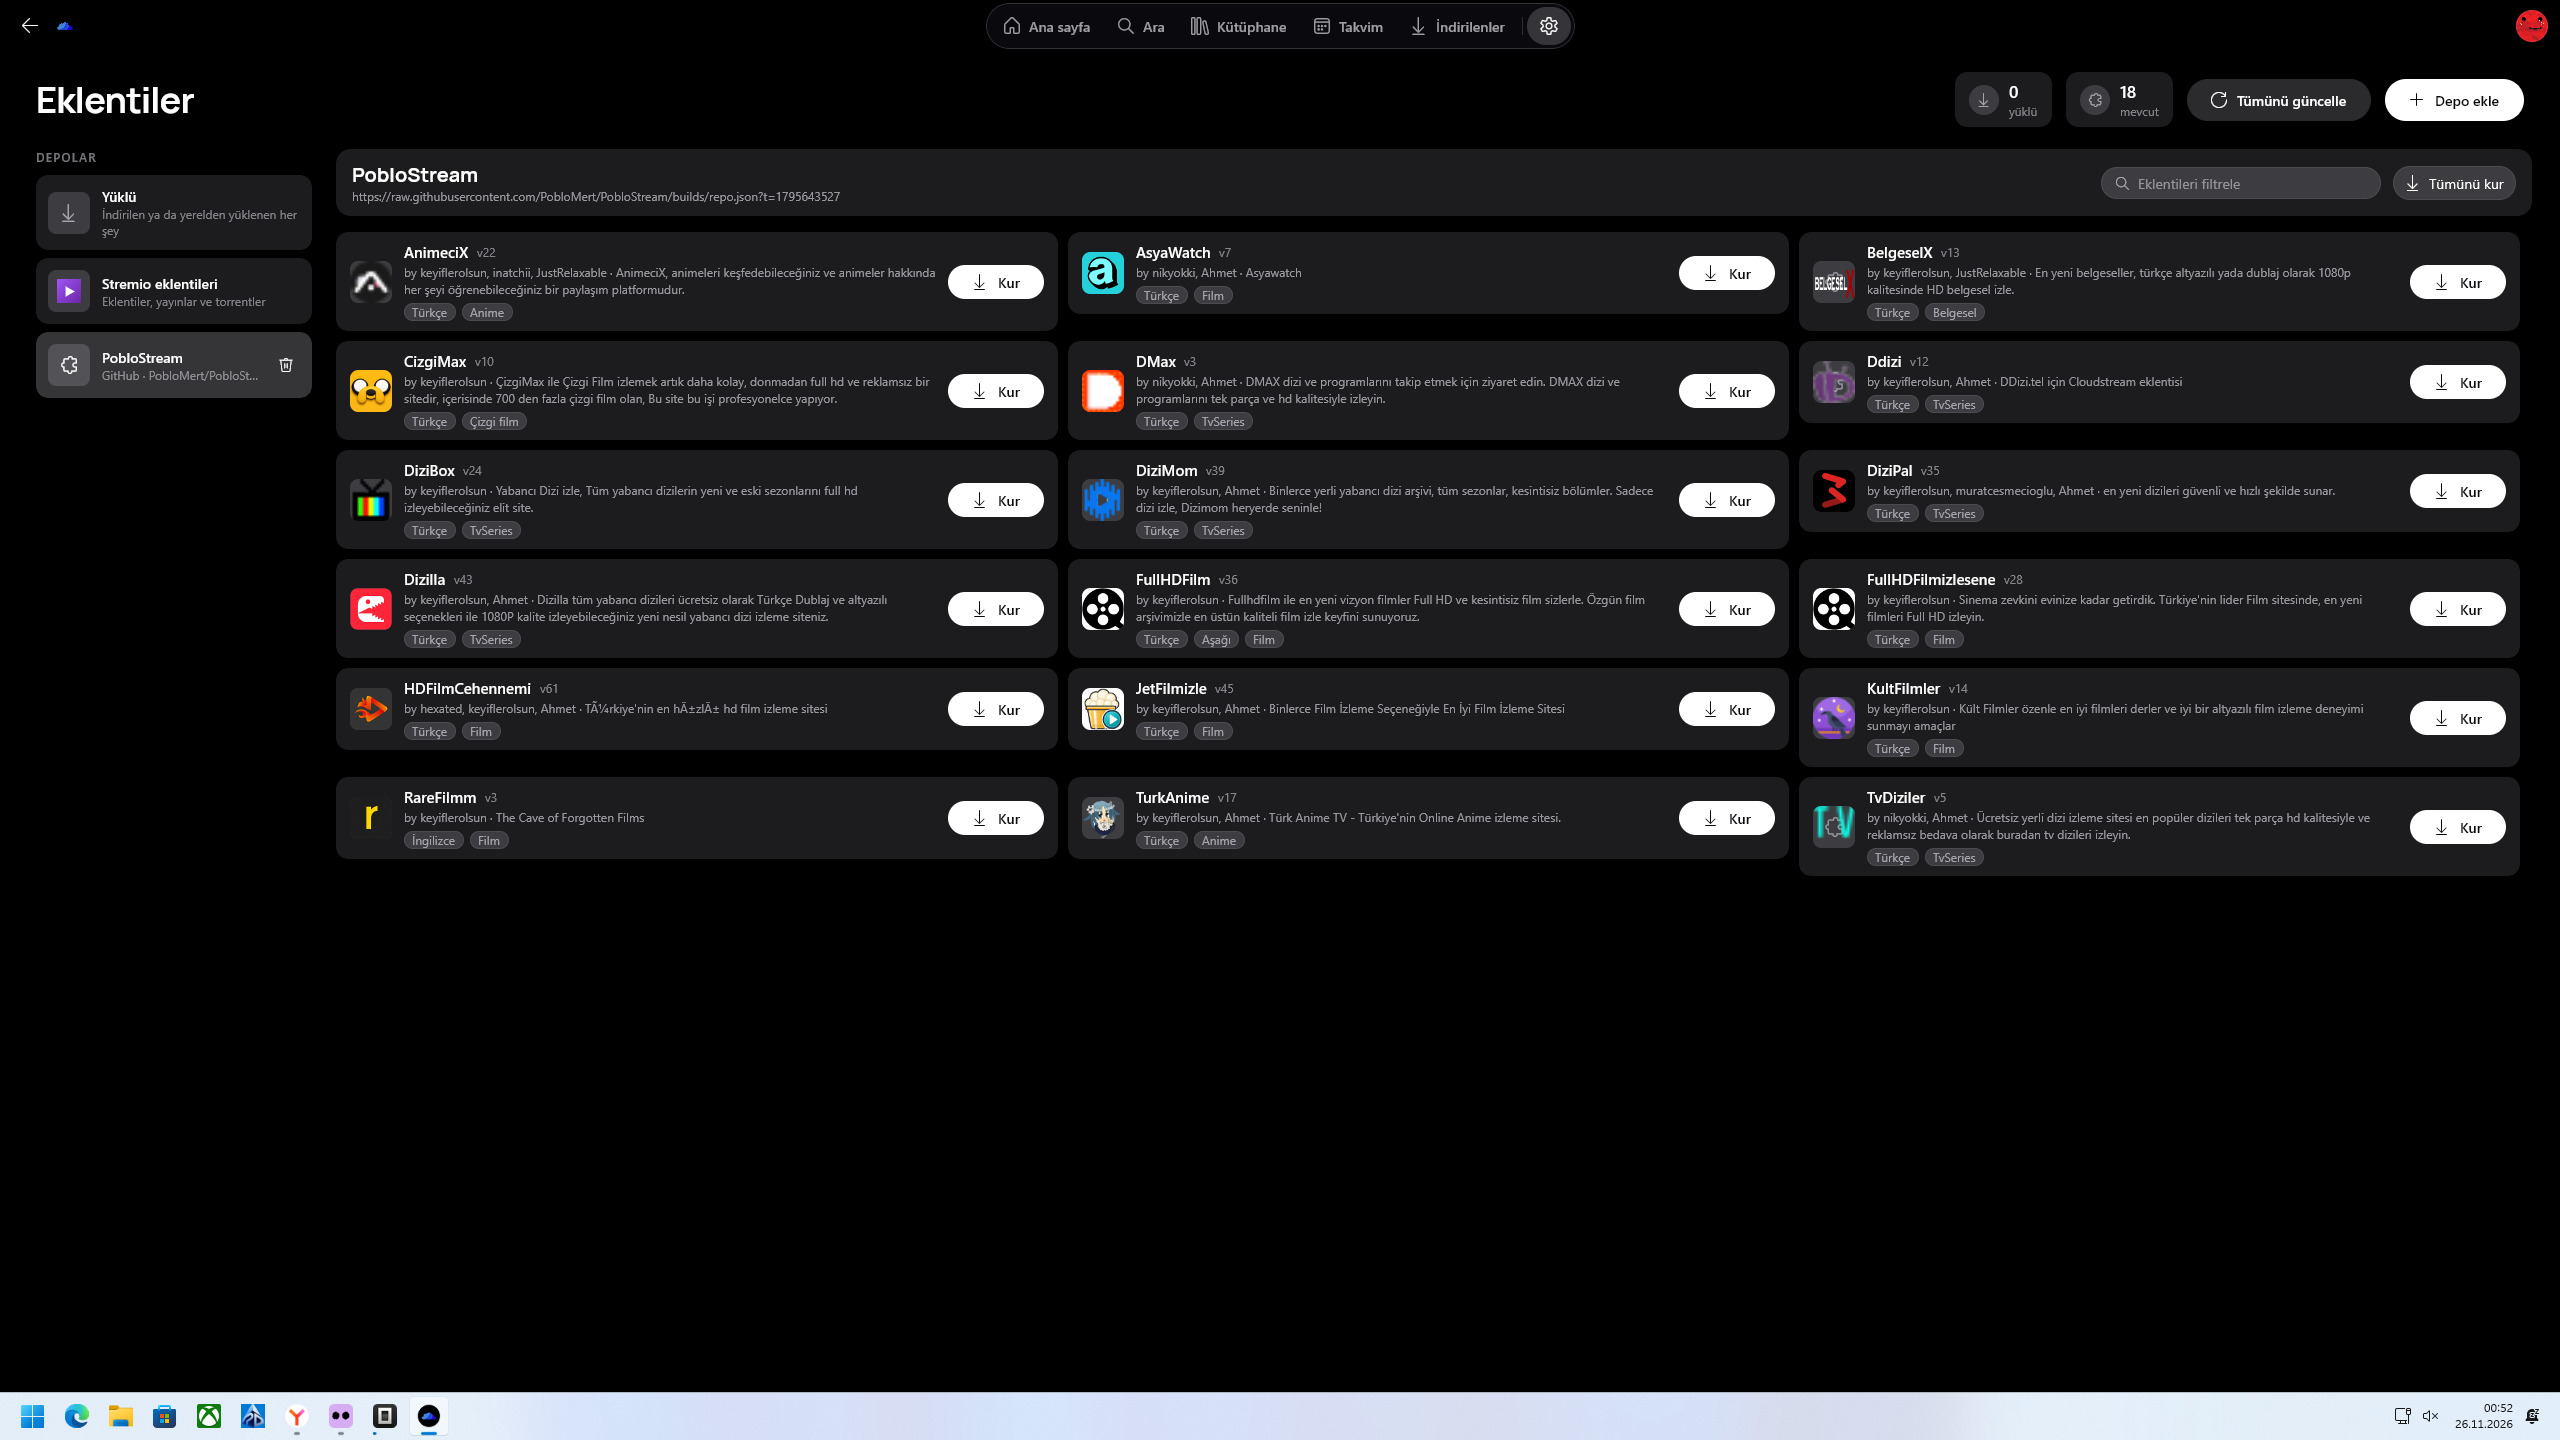 Ana sayfa
Ara
Kütüphane
Takvim
İndirilenler
Eklentiler
0
yüklü
18
mevcut
Tümünü güncelle
Depo ekle
DEPOLAR
Yüklü
İndirilen ya da yerelden yüklenen her
şey
Stremio eklentileri
Eklentiler, yayınlar ve torrentler
PobloStream
GitHub · PobloMert/PobloSt...
PobloStream
https://raw.githubusercontent.com/PobloMert/PobloStream/builds/repo.json?t=1795643527
Eklentileri filtrele
Tümünü kur
AnimeciX v22
by keyiflerolsun, inatchii, JustRelaxable · AnimeciX, animeleri keşfedebileceğiniz ve animeler hakkında
her şeyi öğrenebileceğiniz bir paylaşım platformudur.
Türkçe Anime
Kur
AsyaWatch v7
by nikyokki, Ahmet · Asyawatch
Türkçe Film
Kur
BELGESELX
BelgeselX v13
by keyiflerolsun, JustRelaxable · En yeni belgeseller, türkçe altyazılı yada dublaj olarak 1080p
kalitesinde HD belgesel izle.
Türkçe Belgesel
Kur
CizgiMax v10
by keyiflerolsun · ÇizgiMax ile Çizgi Film izlemek artık daha kolay, donmadan full hd ve reklamsız bir
sitedir, içerisinde 700 den fazla çizgi film olan, Bu site bu işi profesyonelce yapıyor.
Türkçe Çizgi film
Kur
DMax v3
by nikyokki, Ahmet · DMAX dizi ve programlarını takip etmek için ziyaret edin. DMAX dizi ve
programlarını tek parça ve hd kalitesiyle izleyin.
Türkçe TvSeries
Kur
Ddizi v12
by keyiflerolsun, Ahmet · DDizi.tel için Cloudstream eklentisi
Türkçe TvSeries
Kur
DiziBox v24
by keyiflerolsun · Yabancı Dizi izle, Tüm yabancı dizilerin yeni ve eski sezonlarını full hd
izleyebileceğiniz elit site.
Türkçe TvSeries
Kur
DiziMom v39
by keyiflerolsun, Ahmet · Binlerce yerli yabancı dizi arşivi, tüm sezonlar, kesintisiz bölümler. Sadece
dizi izle, Dizimom heryerde seninle!
Türkçe TvSeries
Kur
DiziPal v35
by keyiflerolsun, muratcesmecioglu, Ahmet · en yeni dizileri güvenli ve hızlı şekilde sunar.
Türkçe TvSeries
Kur
Dizilla v43
by keyiflerolsun, Ahmet · Dizilla tüm yabancı dizileri ücretsiz olarak Türkçe Dublaj ve altyazılı
seçenekleri ile 1080P kalite izleyebileceğiniz yeni nesil yabancı dizi izleme siteniz.
Türkçe TvSeries
Kur
FullHDFilm v36
by keyiflerolsun · Fullhdfilm ile en yeni vizyon filmler Full HD ve kesintisiz film sizlerle. Özgün film
arşivimizle en üstün kaliteli film izle keyfini sunuyoruz.
Türkçe Aşağı Film
Kur
FullHDFilmizlesene v28
by keyiflerolsun · Sinema zevkini evinize kadar getirdik. Türkiye'nin lider Film sitesinde, en yeni
filmleri Full HD izleyin.
Türkçe Film
Kur
HDFilmCehennemi v61
by hexated, keyiflerolsun, Ahmet · TÃ¼rkiye'nin en hÄ±zlÄ± hd film izleme sitesi
Türkçe Film
Kur
JetFilmizle v45
by keyiflerolsun, Ahmet · Binlerce Film İzleme Seçeneğiyle En İyi Film İzleme Sitesi
Türkçe Film
Kur
KultFilmler v14
by keyiflerolsun · Kült Filmler özenle en iyi filmleri derler ve iyi bir altyazılı film izleme deneyimi
sunmayı amaçlar
Türkçe Film
Kur
RareFilmm v3
by keyiflerolsun · The Cave of Forgotten Films
İngilizce Film
Kur
TurkAnime v17
by keyiflerolsun, Ahmet · Türk Anime TV - Türkiye'nin Online Anime izleme sitesi.
Türkçe Anime
Kur
TvDiziler v5
by nikyokki, Ahmet · Ücretsiz yerli dizi izleme sitesi en popüler dizileri tek parça hd kalitesiyle ve
reklamsız bedava olarak buradan tv dizileri izleyin.
Türkçe TvSeries
Kur
00:52
26.11.2026